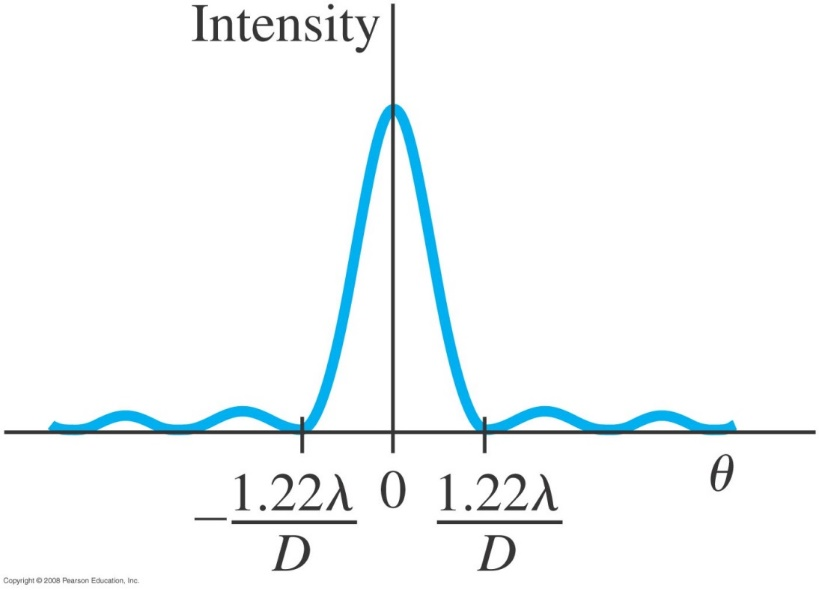 Intensity
−1.22λ/D 0 1.22λ/D θ
Copyright © 2008 Pearson Education, Inc.